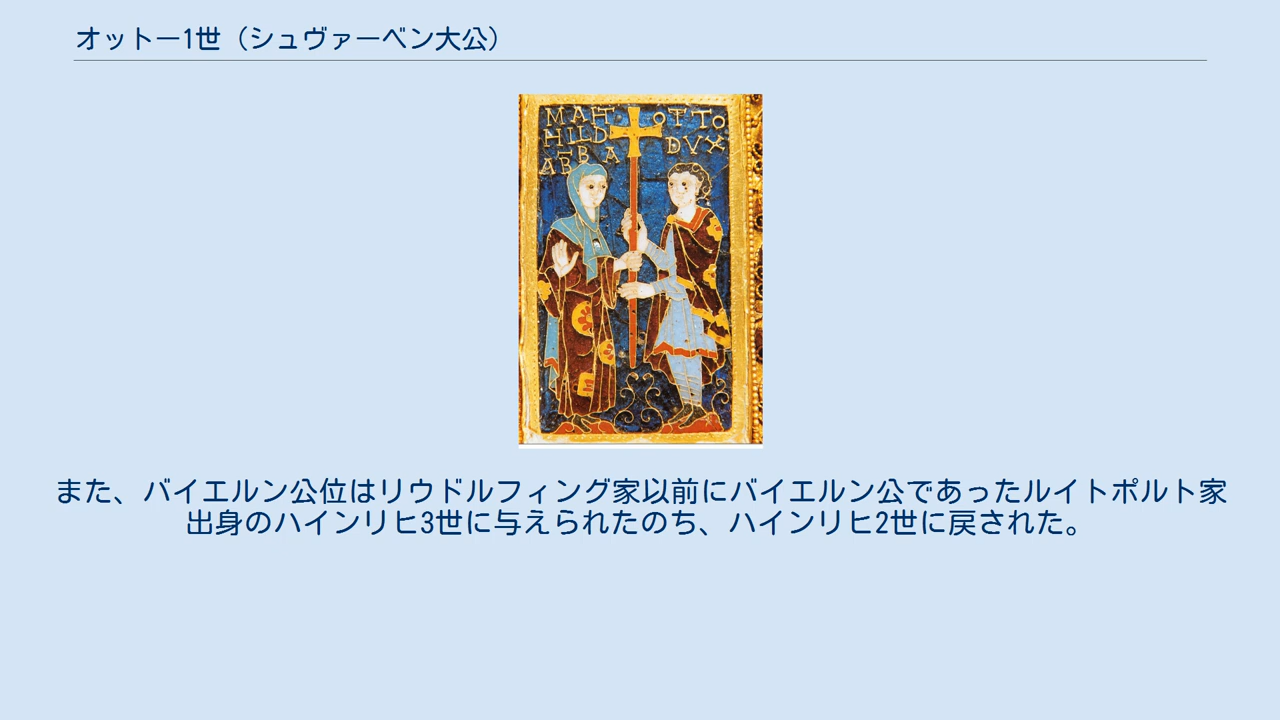 オットー1世（シュヴァーベン大公）
MAHT
HILD
ABBA
OTTO
DVX
また、バイエルン公位はリウドルフィング家以前にバイエルン公であったルイトポルト家
出身のハインリヒ3世に与えられたのち、ハインリヒ2世に戻された。